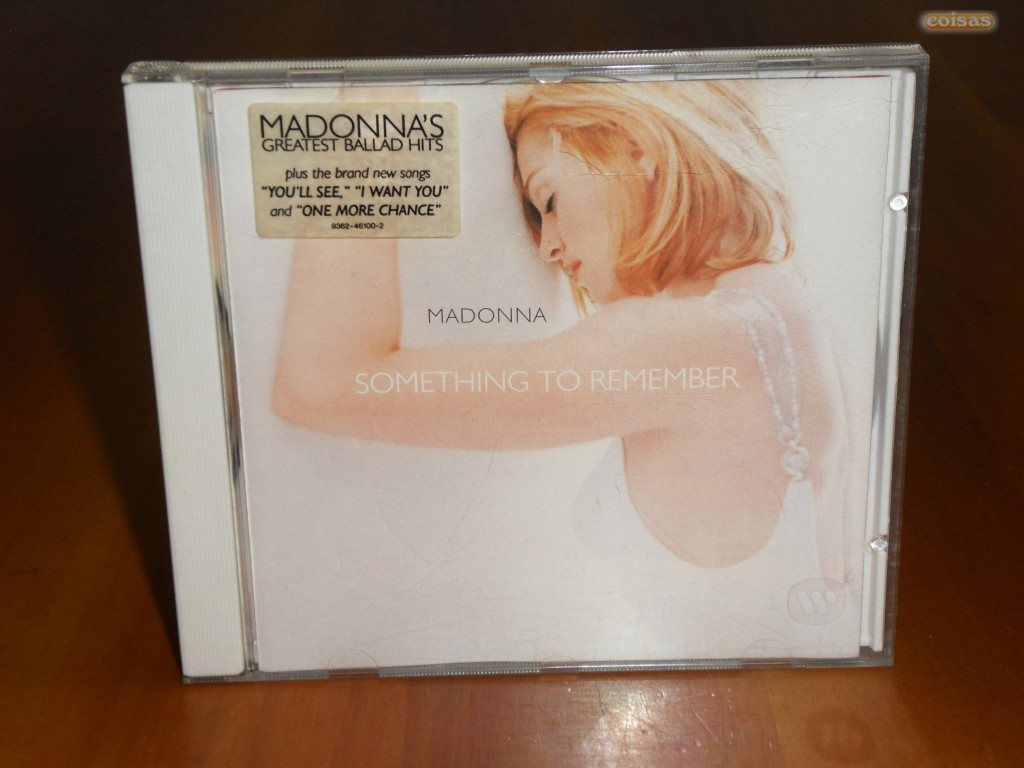 coisas
MADONNA'S
GREATEST BALLAD HITS
plus the brand new songs
"YOU'LL SEE," "I WANT YOU"
and "ONE MORE CHANCE"
9362-46100-2
MADONNA
SOMETHING TO REMEMBER